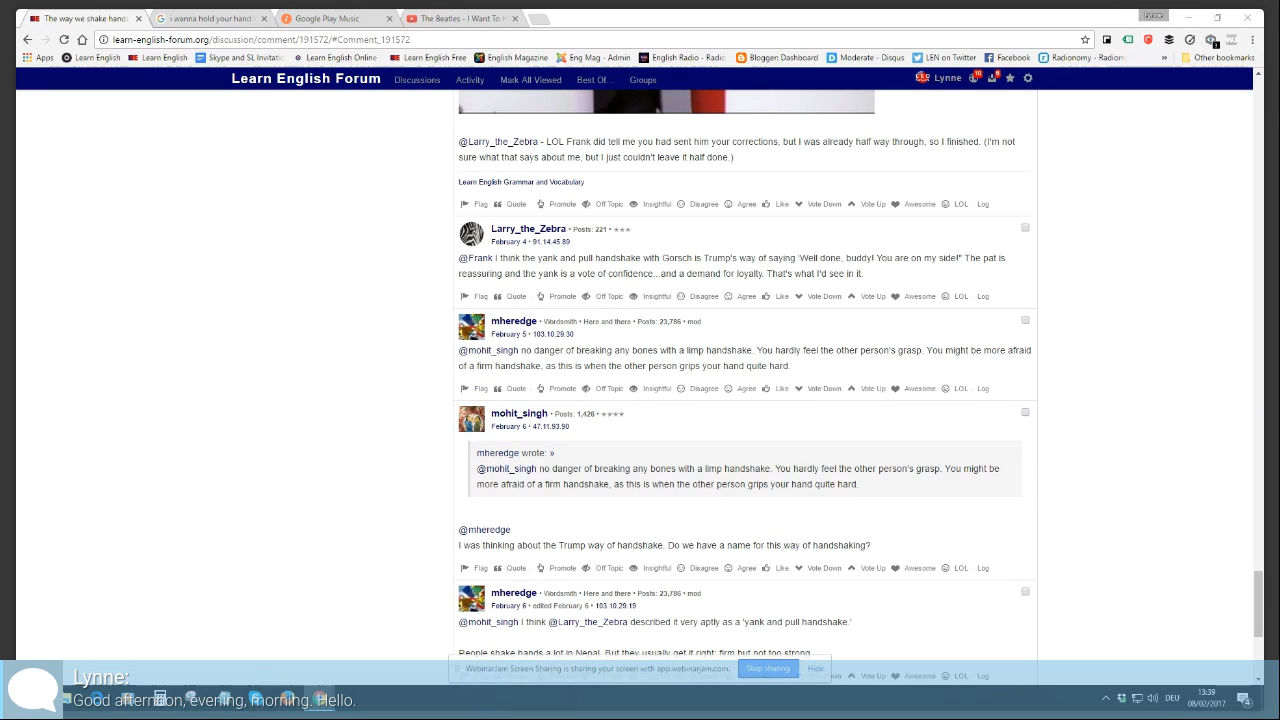 Lynne
The way we shake hands
i wanna hold your hand
Google Play Music
The Beatles - I Want To H
learn-english-forum.org/discussion/comment/191572/#Comment_191572
Apps Learn English Learn English Skype and SL Invitatio Learn English Online Learn English Free English Magazine Eng Mag - Admin English Radio - Radio Blogger: Dashboard Moderate - Disqus LEN on Twitter Facebook Radionomy - Radiom » Other bookmarks
Learn English Forum Discussions Activity Mark All Viewed Best Of... Groups Lynne
@Larry_the_Zebra - LOL Frank did tell me you had sent him your corrections, but I was already half way through, so I finished. (I'm not
sure what that says about me, but I just couldn't leave it half done.)
Learn English Grammar and Vocabulary
Flag Quote · Promote Off Topic Insightful Disagree Agree Like Vote Down Vote Up Awesome LOL · Log
Larry_the_Zebra • Posts: 221 • ★★★
February 4 • 91.14.45.89
@Frank I think the yank and pull handshake with Gorsch is Trump's way of saying 'Well done, buddy! You are on my side!" The pat is
reassuring and the yank is a vote of confidence...and a demand for loyalty. That's what I'd see in it.
Flag Quote · Promote Off Topic Insightful Disagree Agree Like Vote Down Vote Up Awesome LOL · Log
mheredge • Wordsmith • Here and there • Posts: 23,786 • mod
February 5 • 103.10.29.30
@mohit_singh no danger of breaking any bones with a limp handshake. You hardly feel the other person's grasp. You might be more afraid
of a firm handshake, as this is when the other person grips your hand quite hard.
Flag Quote · Promote Off Topic Insightful Disagree Agree Like Vote Down Vote Up Awesome LOL · Log
mohit_singh • Posts: 1,426 • ★★★★
February 6 • 47.11.93.90
mheredge wrote: »
@mohit_singh no danger of breaking any bones with a limp handshake. You hardly feel the other person's grasp. You might be
more afraid of a firm handshake, as this is when the other person grips your hand quite hard.
@mheredge
I was thinking about the Trump way of handshake. Do we have a name for this way of handshaking?
Flag Quote · Promote Off Topic Insightful Disagree Agree Like Vote Down Vote Up Awesome LOL · Log
mheredge • Wordsmith • Here and there • Posts: 23,786 • mod
February 6 • edited February 6 • 103.10.29.19
@mohit_singh I think @Larry_the_Zebra described it very aptly as a 'yank and pull handshake.'
People shake hands a lot in Nepal. But they usually get it right: firm but not too strong.
WebinarJam Screen Sharing is sharing your screen with app.webinarjam.com. Stop sharing Hide
Vote Down Vote Up Awesome LOL · Log
Lynne:
Good afternoon, evening, morning. Hello.
DEU
13:39
08/02/2017